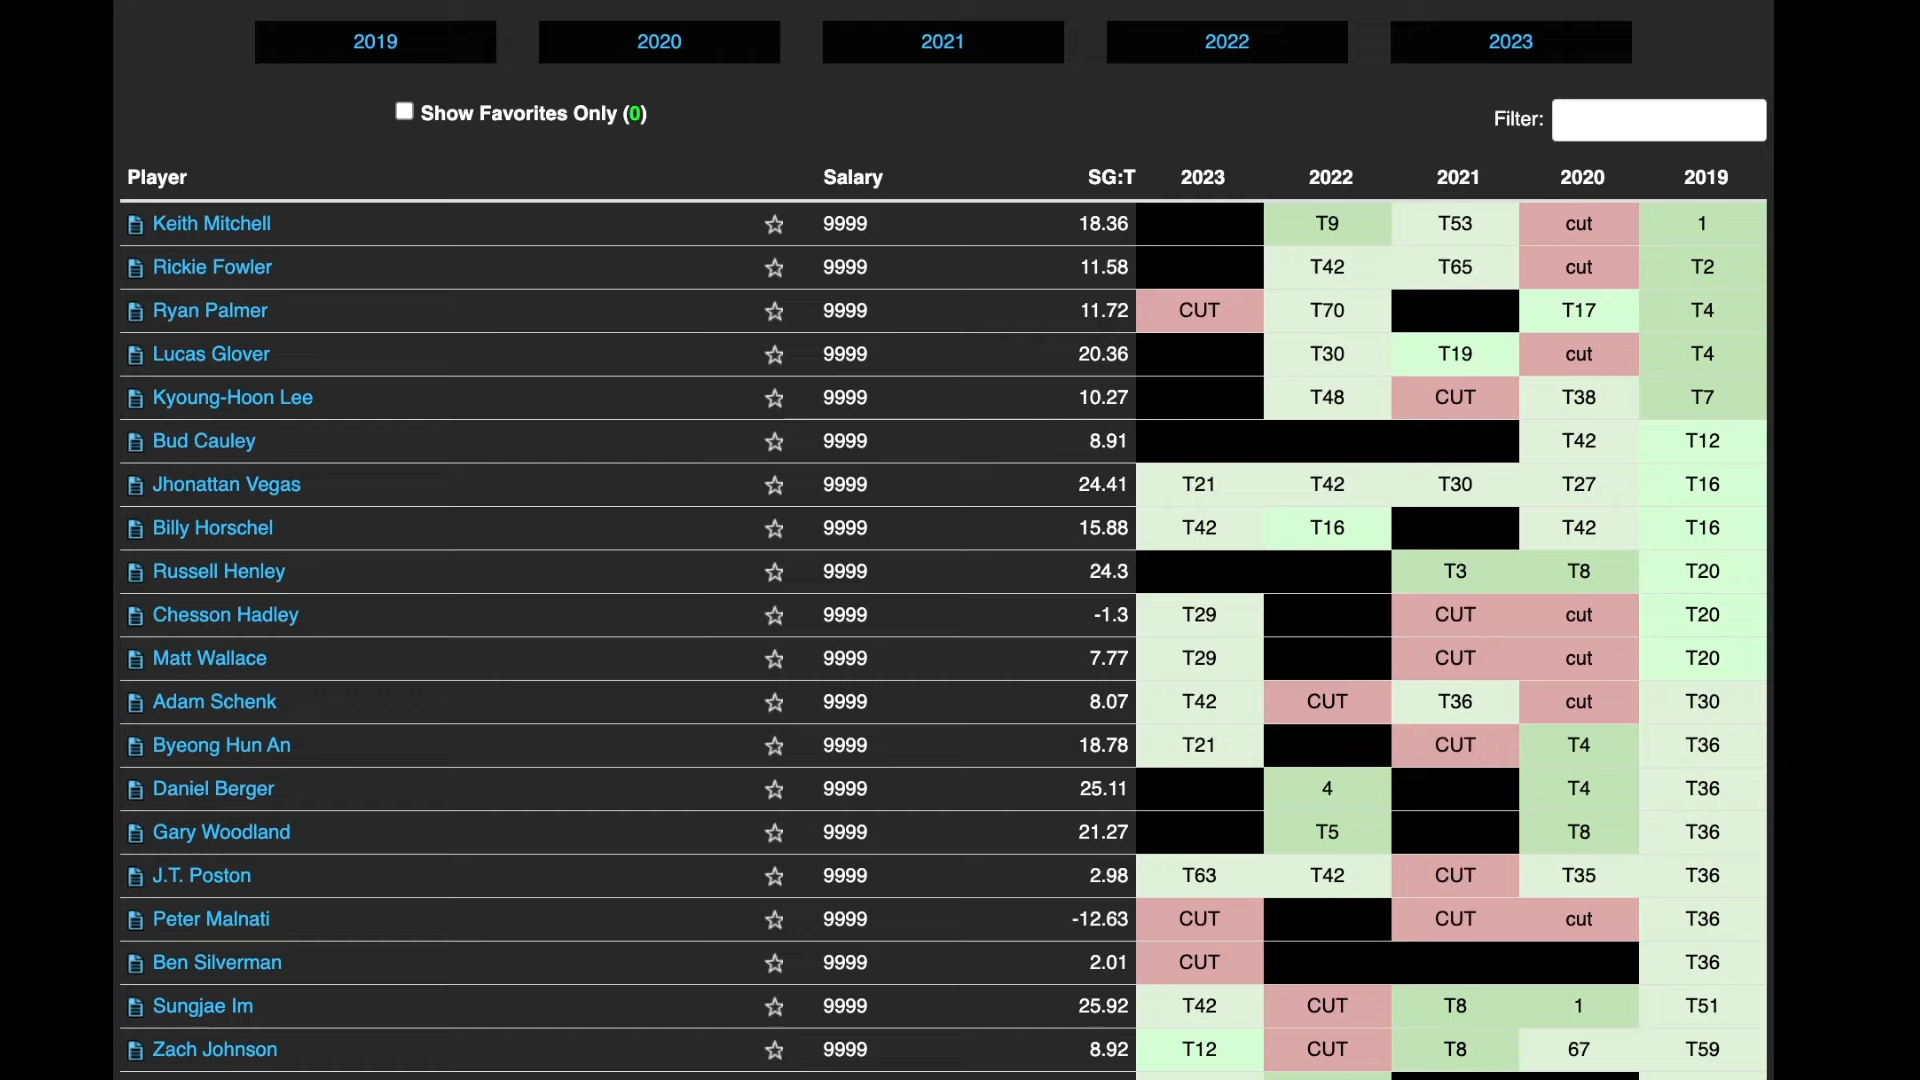 2019 2020 2021 2022 2023
Show Favorites Only (0)
Filter:
Player Salary SG:T 2023 2022 2021 2020 2019
Keith Mitchell 9999 18.36 T9 T53 cut 1
Rickie Fowler 9999 11.58 T42 T65 cut T2
Ryan Palmer 9999 11.72 CUT T70 T17 T4
Lucas Glover 9999 20.36 T30 T19 cut T4
Kyoung-Hoon Lee 9999 10.27 T48 CUT T38 T7
Bud Cauley 9999 8.91 T42 T12
Jhonattan Vegas 9999 24.41 T21 T42 T30 T27 T16
Billy Horschel 9999 15.88 T42 T16 T42 T16
Russell Henley 9999 24.3 T3 T8 T20
Chesson Hadley 9999 -1.3 T29 CUT cut T20
Matt Wallace 9999 7.77 T29 CUT cut T20
Adam Schenk 9999 8.07 T42 CUT T36 cut T30
Byeong Hun An 9999 18.78 T21 CUT T4 T36
Daniel Berger 9999 25.11 4 T4 T36
Gary Woodland 9999 21.27 T5 T8 T36
J.T. Poston 9999 2.98 T63 T42 CUT T35 T36
Peter Malnati 9999 -12.63 CUT CUT cut T36
Ben Silverman 9999 2.01 CUT T36
Sungjae Im 9999 25.92 T42 CUT T8 1 T51
Zach Johnson 9999 8.92 T12 CUT T8 67 T59